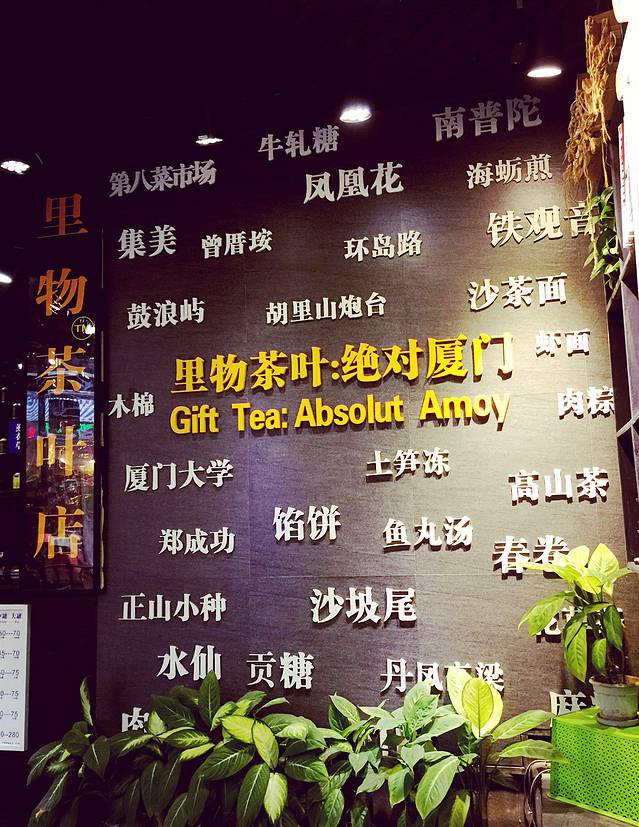 南普陀
牛轧糖
第八菜市场
凤凰花
海蛎煎
集美
曾厝垵
环岛路
铁观音
鼓浪屿
胡里山炮台
沙茶面
里物茶叶:绝对厦门
虾面
Gift Tea: Absolut Amoy
木棉
肉粽
厦门大学
土笋冻
高山茶
郑成功
馅饼
鱼丸汤
春卷
正山小种
沙坡尾
水仙
贡糖
丹凤
肉
里物茶叶店
TM